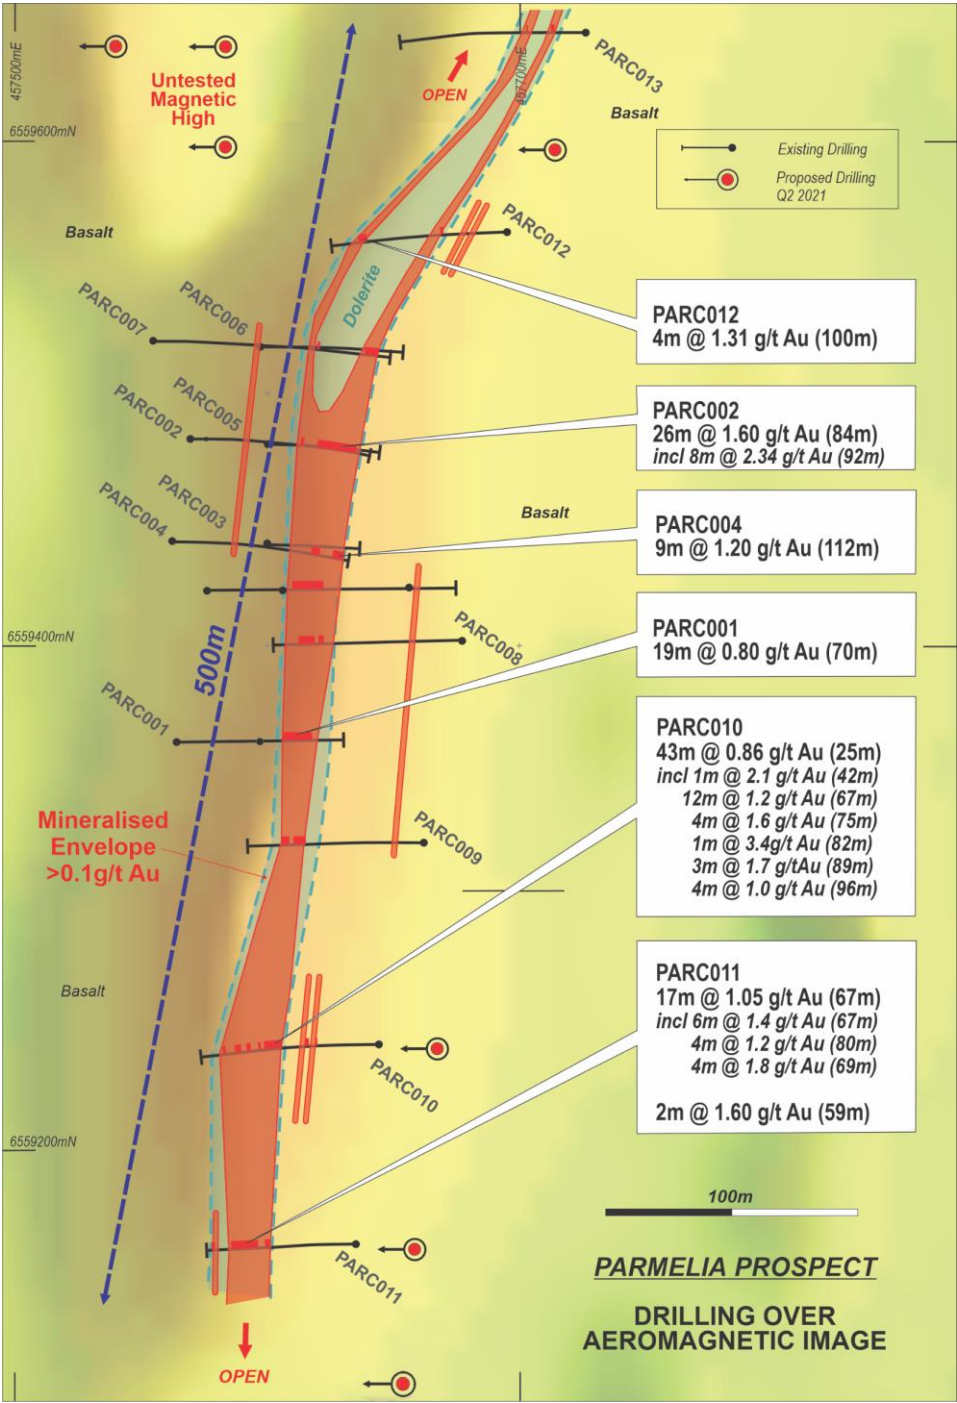 457500mE
457700mE
PARC013
Untested
Magnetic
High
OPEN
Basalt
6559600mN
Existing Drilling
Proposed Drilling
Q2 2021
Basalt
PARC012
Dolerite
PARC006
PARC007
PARC012
4m @ 1.31 g/t Au (100m)
PARC005
PARC002
PARC002
26m @ 1.60 g/t Au (84m)
incl 8m @ 2.34 g/t Au (92m)
PARC003
PARC004
Basalt
PARC004
9m @ 1.20 g/t Au (112m)
6559400mN
500m
PARC008
PARC001
19m @ 0.80 g/t Au (70m)
PARC001
PARC010
43m @ 0.86 g/t Au (25m)
incl 1m @ 2.1 g/t Au (42m)
12m @ 1.2 g/t Au (67m)
4m @ 1.6 g/t Au (75m)
1m @ 3.4g/t Au (82m)
3m @ 1.7 g/tAu (89m)
4m @ 1.0 g/t Au (96m)
Mineralised
Envelope
>0.1g/t Au
PARC009
Basalt
PARC011
17m @ 1.05 g/t Au (67m)
incl 6m @ 1.4 g/t Au (67m)
4m @ 1.2 g/t Au (80m)
4m @ 1.8 g/t Au (69m)
2m @ 1.60 g/t Au (59m)
PARC010
6559200mN
100m
PARC011
PARMELIA PROSPECT
DRILLING OVER
AEROMAGNETIC IMAGE
OPEN